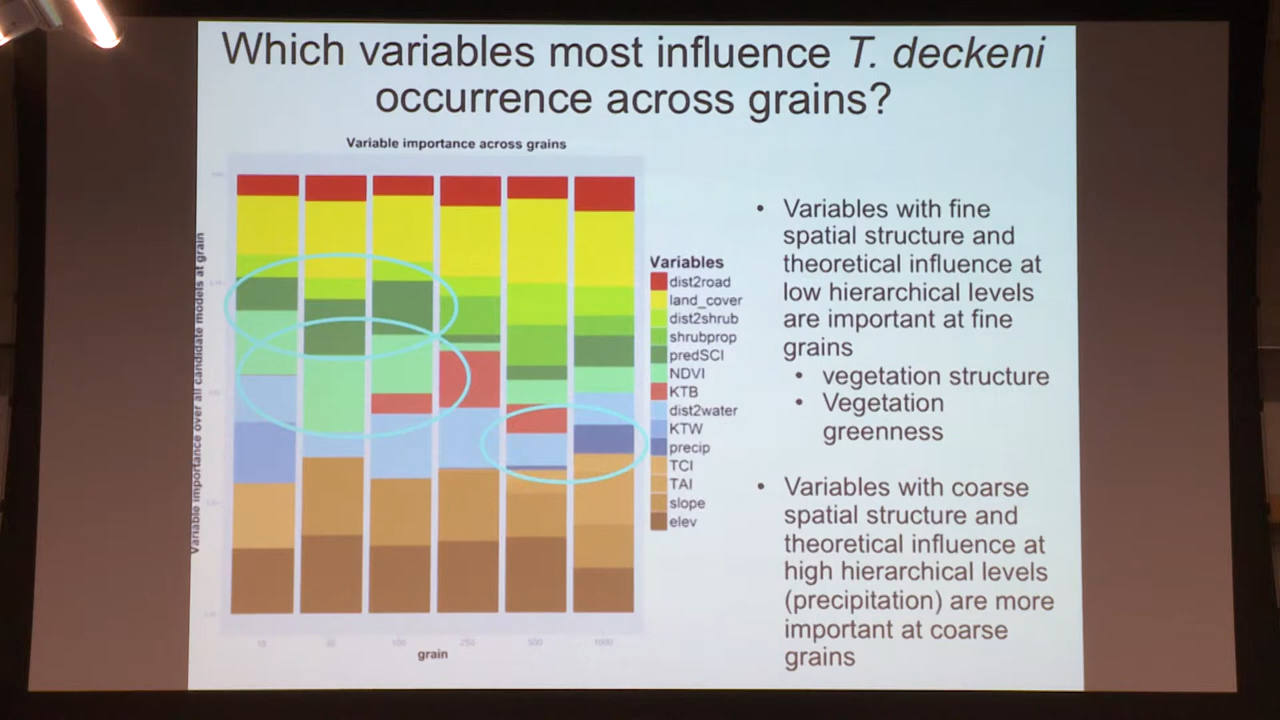 Which variables most influence T. deckeni
occurrence across grains?
Variable importance across grains
Variable importance over all candidate models at grain
grain
100
250
500
1000
Variables
dist2road
land_cover
dist2shrub
shrubprop
predSCI
NDVI
KTB
dist2water
KTW
precip
TCI
TAI
slope
elev
• Variables with fine
spatial structure and
theoretical influence at
low hierarchical levels
are important at fine
grains
• vegetation structure
• Vegetation
greenness
• Variables with coarse
spatial structure and
theoretical influence at
high hierarchical levels
(precipitation) are more
important at coarse
grains